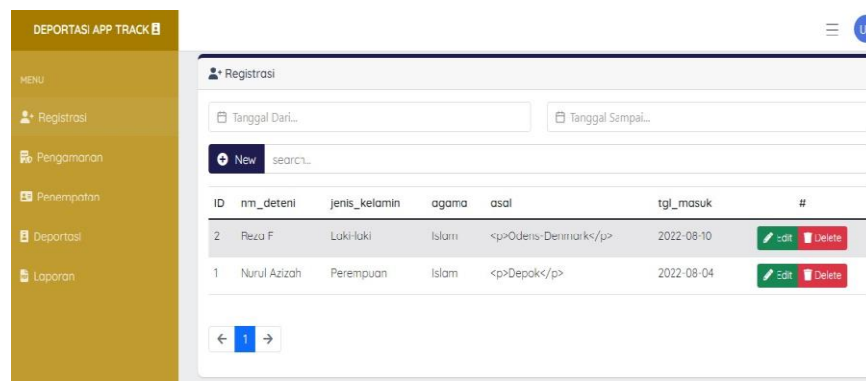 DEPORTASI APP TRACK
U
MENU
Registrasi
Pengamanan
Penempatan
Deportasi
Laporan
Registrasi
Tanggal Dari...
Tanggal Sampai...
New search...
ID nm_deteni jenis_kelamin agama asal tgl_masuk #
2 Reza F Laki-laki Islam <p>Odens-Denmark</p> 2022-08-10 Edit Delete
1 Nurul Azizah Perempuan Islam <p>Depok</p> 2022-08-04 Edit Delete
← 1 →